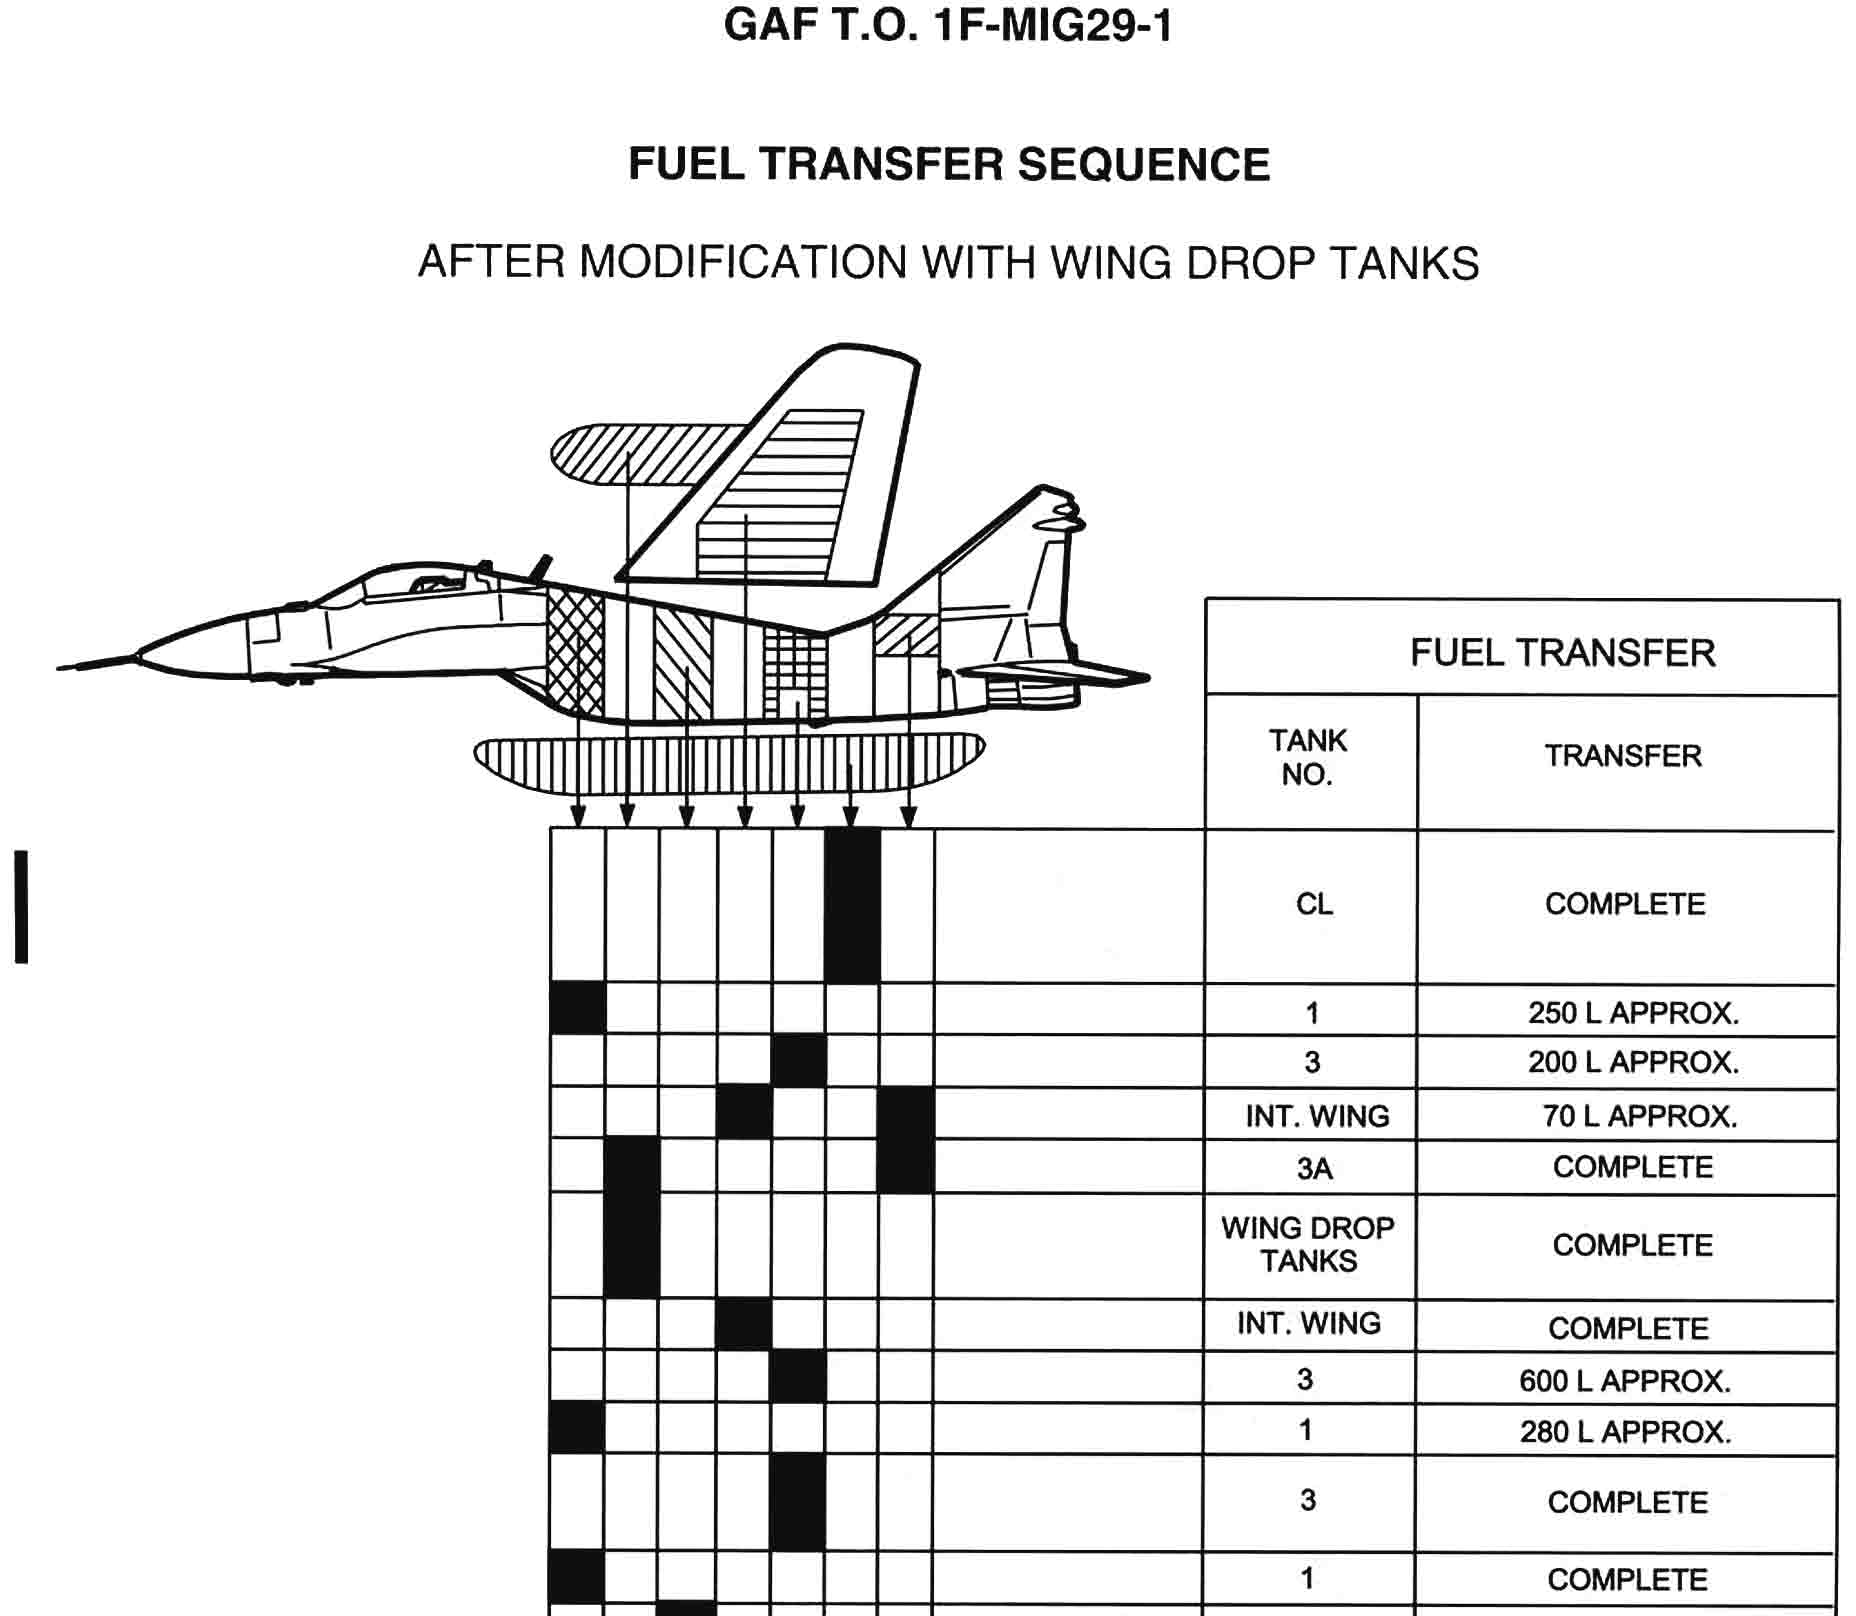 GAF T.O. 1F-MIG29-1
FUEL TRANSFER SEQUENCE
AFTER MODIFICATION WITH WING DROP TANKS
FUEL TRANSFER
TANK
NO.
TRANSFER
CL
COMPLETE
1
250 L APPROX.
3
200 L APPROX.
INT. WING
70 L APPROX.
3A
COMPLETE
WING DROP
TANKS
COMPLETE
INT. WING
COMPLETE
3
600 L APPROX.
1
280 L APPROX.
3
COMPLETE
1
COMPLETE